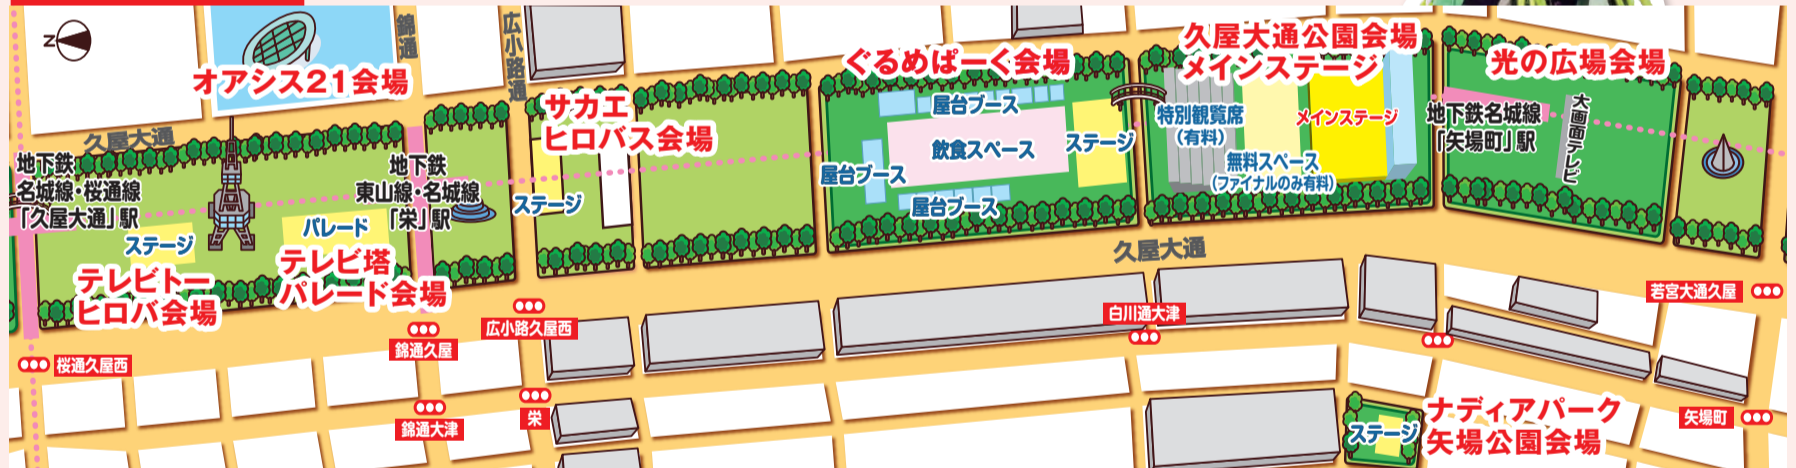 N
錦通
広小路通
オアシス21会場
久屋大通
地下鉄
名城線・桜通線
「久屋大通」駅
ステージ
テレビトー
ヒロバ会場
パレード
テレビ塔
パレード会場
地下鉄
東山線・名城線
「栄」駅
サカエ
ヒロバス会場
ステージ
ぐるめぱーく会場
屋台ブース
飲食スペース
ステージ
屋台ブース
屋台ブース
久屋大通公園会場
メインステージ
特別観覧席
(有料)
メインステージ
無料スペース
(ファイナルのみ有料)
光の広場会場
地下鉄名城線
「矢場町」駅
大画面テレビ
久屋大通
桜通久屋西
錦通久屋
広小路久屋西
白川通大津
若宮大通久屋
錦通大津
栄
矢場町
ステージ
ナディアパーク
矢場公園会場